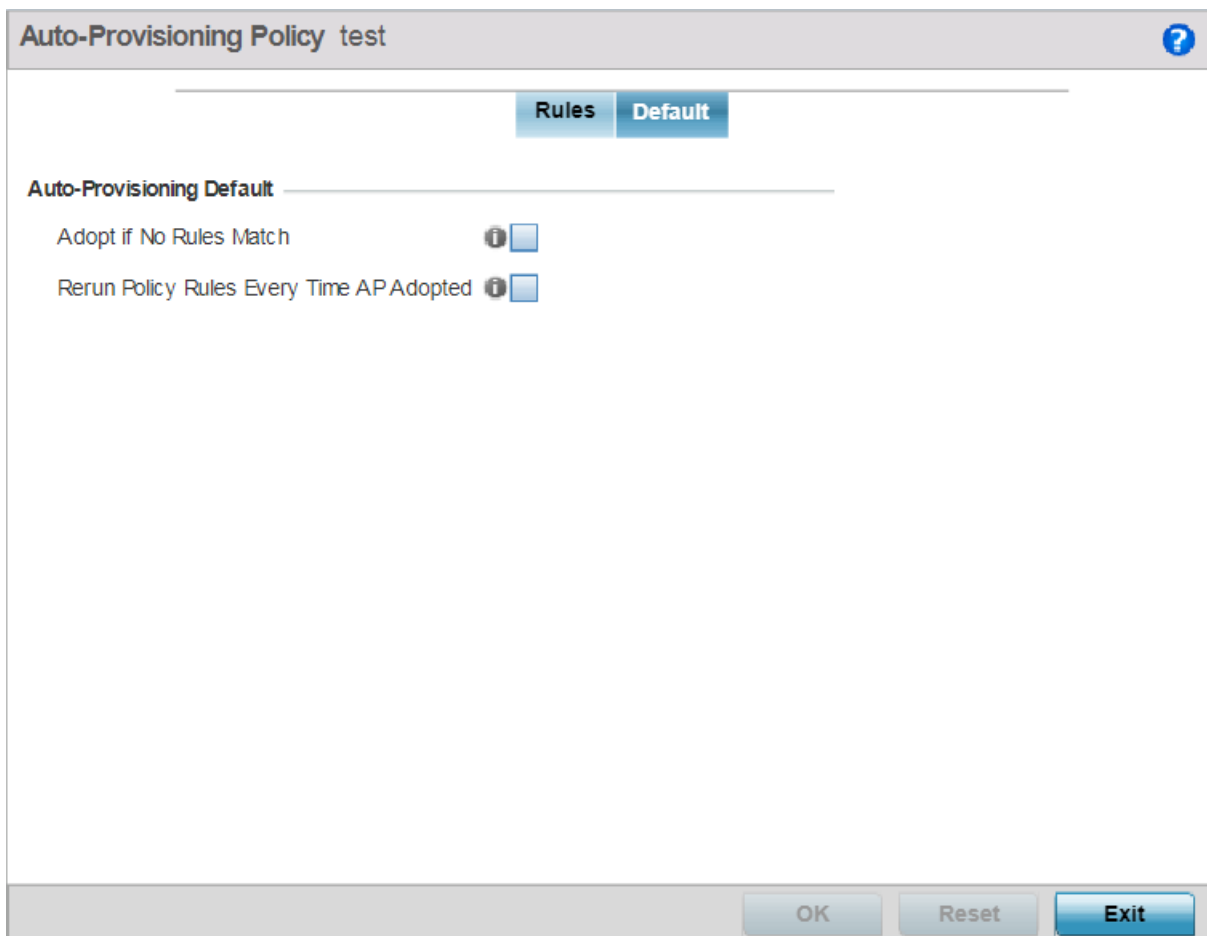 Auto-Provisioning Policy test
?
Rules Default
Auto-Provisioning Default
Adopt if No Rules Match i
Rerun Policy Rules Every Time AP Adopted i
OK Reset Exit